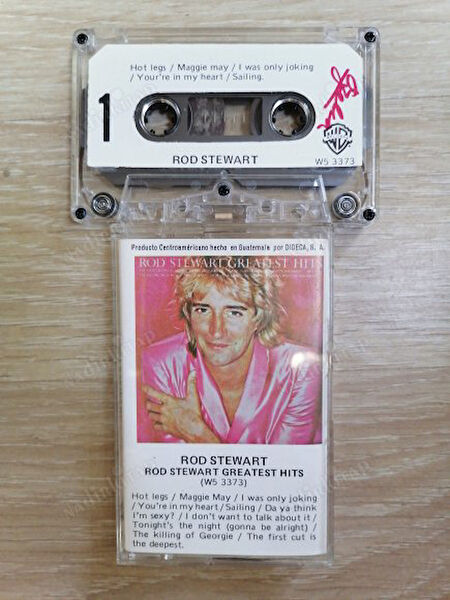 Hot legs / Maggie may / I was only joking
/ Your're in my heart / Sailing.
1
ROD STEWART
W5 3373
Producto Centroaméricano hecho en Guatemala por DIDECA, S. A.
ROD STEWART GREATEST HITS
ROD STEWART
ROD STEWART GREATEST HITS
(W5 3373)
Hot legs / Maggie May / I was only joking
/ You're in my heart / Sailing / Da ya think
I'm sexy? / I don't want to talk about it /
Tonight's the night (gonna be alright) /
The killing of Georgie / The first cut is
the deepest.